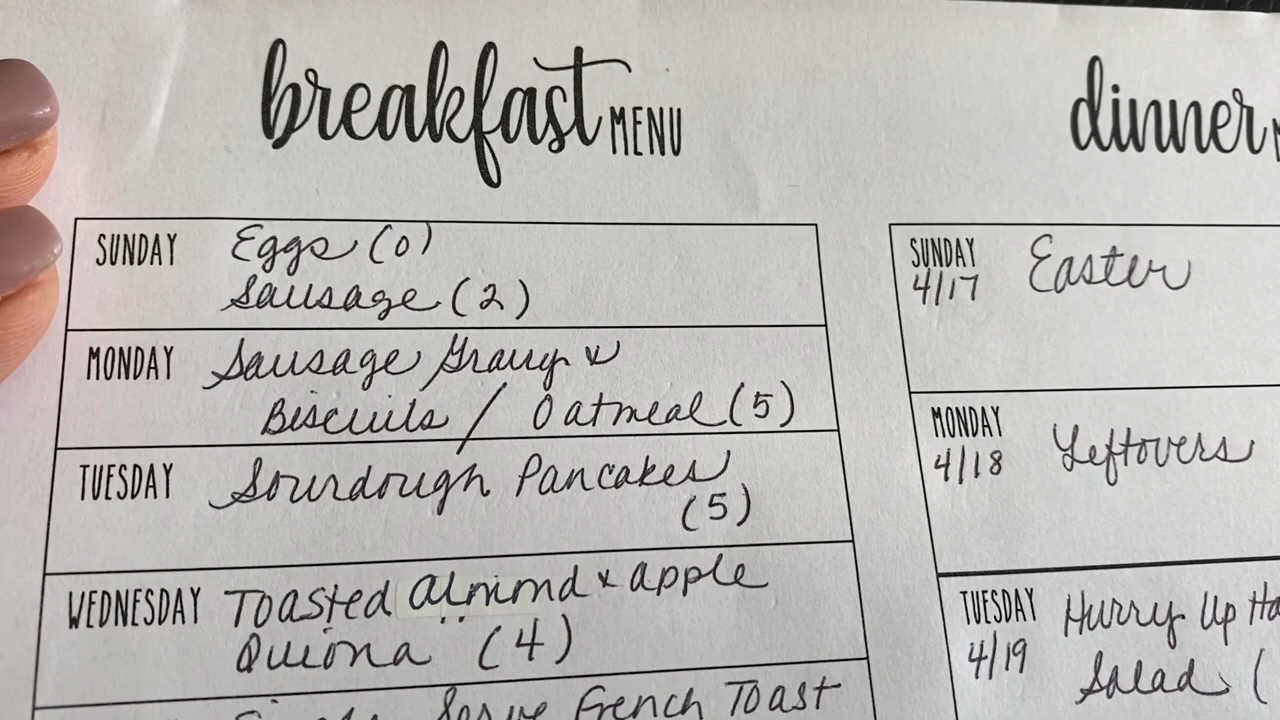 breakfast MENU
SUNDAY Eggs (0)
Sausage (2)
MONDAY Sausage Gravy &
Biscuits / Oatmeal (5)
TUESDAY Sourdough Pancakes
(5)
WEDNESDAY Toasted almond & apple
Quiona (4)
Serve French Toast
dinner
SUNDAY Easter
4/17
MONDAY Leftovers
4/18
TUESDAY Hurry Up
4/19 Salad (